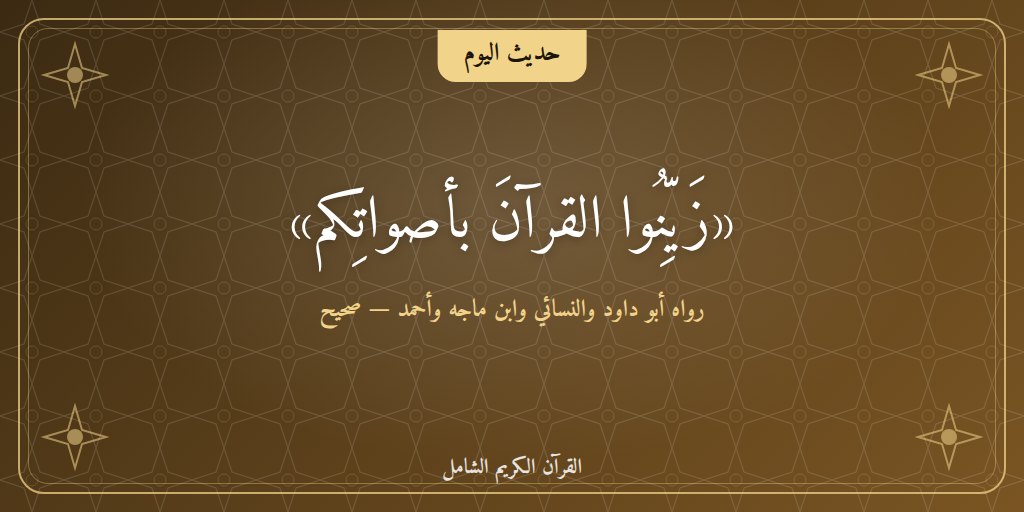 حديث اليوم
«زَيِّنُوا القرآنَ بأصواتِكم»
رواه أبو داود والنسائي وابن ماجه وأحمد — صحيح
القرآن الكريم الشامل